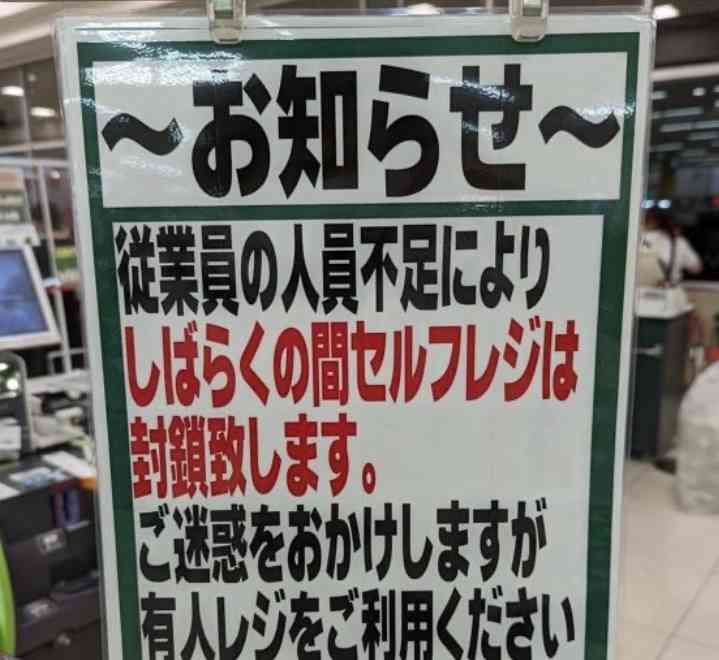 ～お知らせ～
従業員の人員不足により
しばらくの間セルフレジは
封鎖致します。
ご迷惑をおかけしますが
有人レジをご利用ください